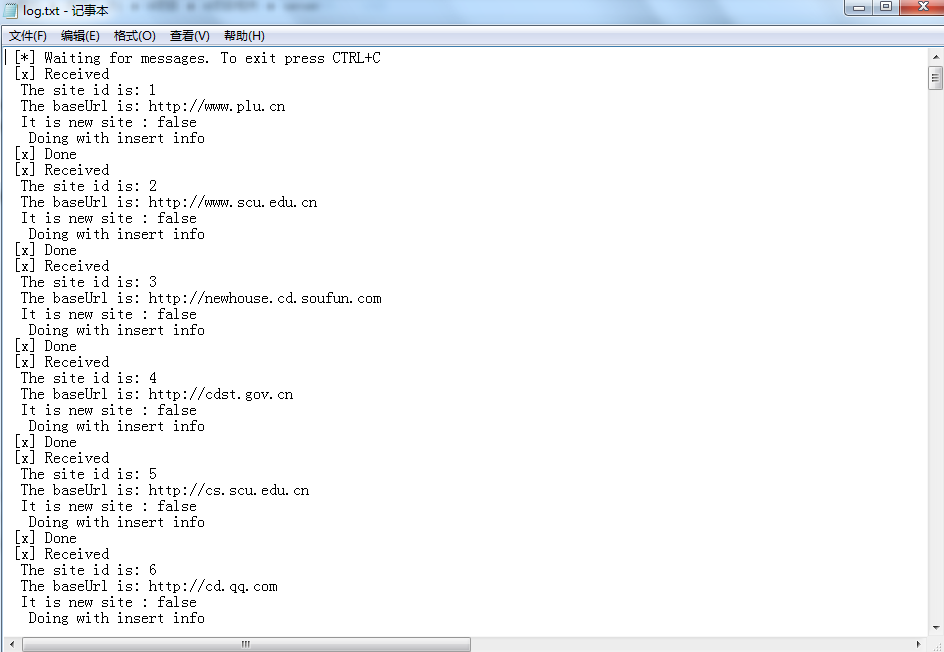 log.txt - 记事本
文件(F) 编辑(E) 格式(O) 查看(V) 帮助(H)
[*] Waiting for messages. To exit press CTRL+C
[x] Received
The site id is: 1
The baseUrl is: http://www.plu.cn
It is new site : false
Doing with insert info
[x] Done
[x] Received
The site id is: 2
The baseUrl is: http://www.scu.edu.cn
It is new site : false
Doing with insert info
[x] Done
[x] Received
The site id is: 3
The baseUrl is: http://newhouse.cd.soufun.com
It is new site : false
Doing with insert info
[x] Done
[x] Received
The site id is: 4
The baseUrl is: http://cdst.gov.cn
It is new site : false
Doing with insert info
[x] Done
[x] Received
The site id is: 5
The baseUrl is: http://cs.scu.edu.cn
It is new site : false
Doing with insert info
[x] Done
[x] Received
The site id is: 6
The baseUrl is: http://cd.qq.com
It is new site : false
Doing with insert info